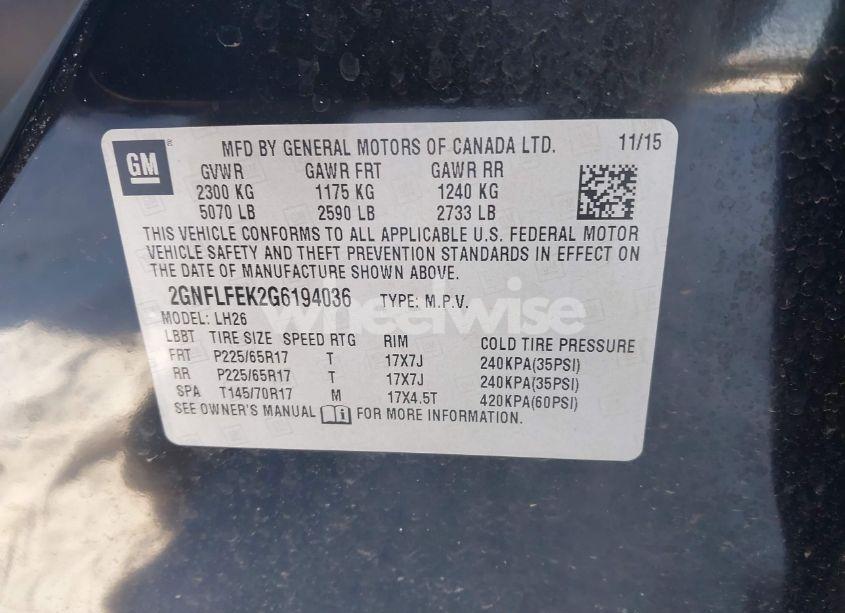 GM
MFD BY GENERAL MOTORS OF CANADA LTD. 11/15
GVWR GAWR FRT GAWR RR
2300 KG 1175 KG 1240 KG
5070 LB 2590 LB 2733 LB
THIS VEHICLE CONFORMS TO ALL APPLICABLE U.S. FEDERAL MOTOR
VEHICLE SAFETY AND THEFT PREVENTION STANDARDS IN EFFECT ON
THE DATE OF MANUFACTURE SHOWN ABOVE.
2GNFLFEK2G6194036 TYPE: M.P.V.
MODEL: LH26
wheelwise
LBBT TIRE SIZE SPEED RTG RIM COLD TIRE PRESSURE
FRT P225/65R17 T 17X7J 240KPA(35PSI)
RR P225/65R17 T 17X7J 240KPA(35PSI)
SPA T145/70R17 M 17X4.5T 420KPA(60PSI)
SEE OWNER'S MANUAL FOR MORE INFORMATION.